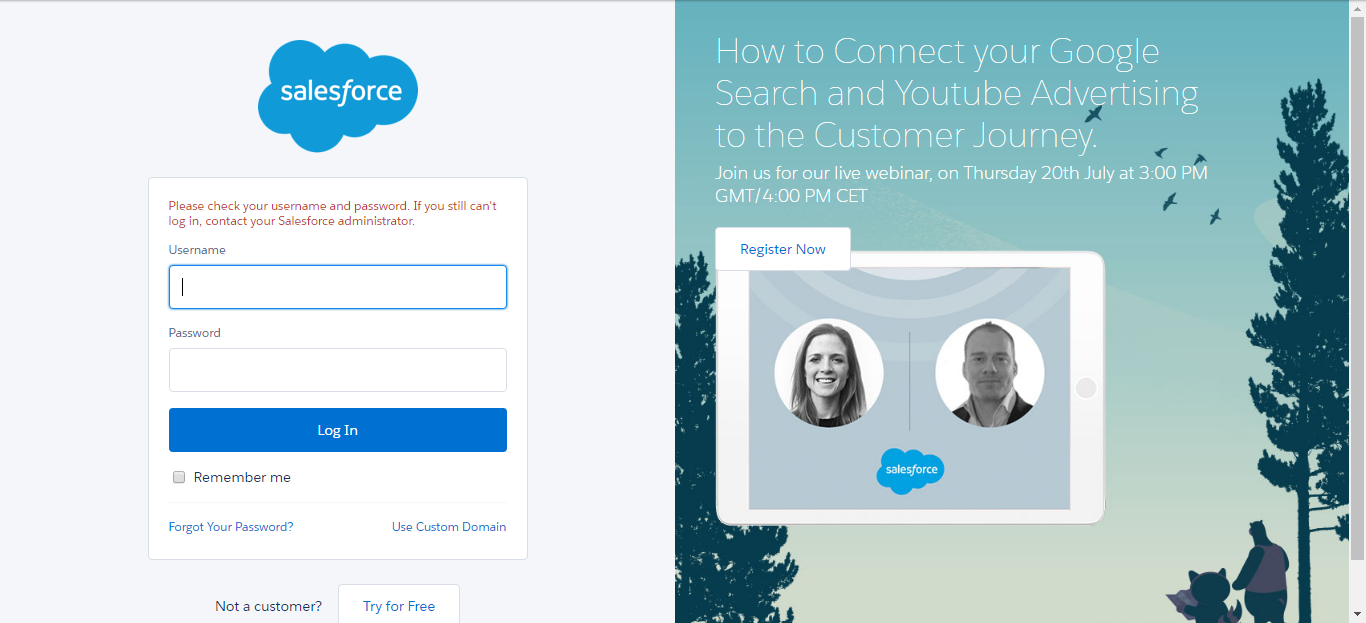 salesforce
Please check your username and password. If you still can't
log in, contact your Salesforce administrator.
Username
Password
Log In
Remember me
Forgot Your Password?
Use Custom Domain
Not a customer?
Try for Free
How to Connect your Google
Search and Youtube Advertising
to the Customer Journey.
Join us for our live webinar, on Thursday 20th July at 3:00 PM
GMT/4:00 PM CET
Register Now
salesforce